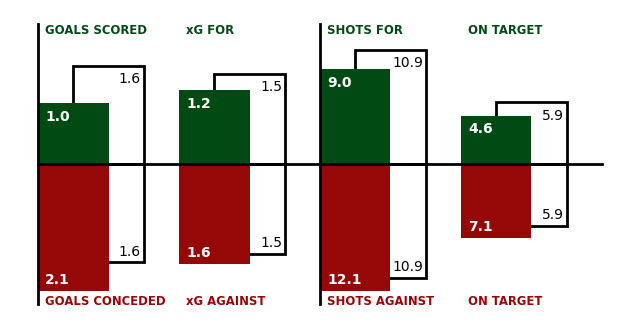 GOALS SCORED xG FOR SHOTS FOR ON TARGET
1.6 1.5 10.9 5.9
1.0 1.2 9.0 4.6
1.6 1.5 10.9 5.9
2.1 1.6 12.1 7.1
GOALS CONCEDED xG AGAINST SHOTS AGAINST ON TARGET